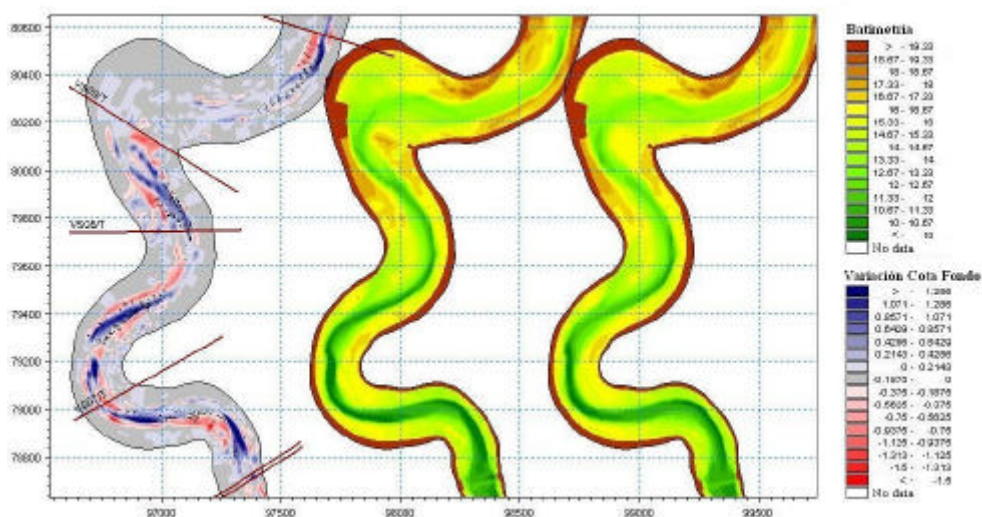 80600
80400
80200
80000
79800
79600
79400
79200
79000
78800
97000
97500
98000
98500
99000
99500
Batimetría
> - 19.33
18.67 - 19.33
18 - 18.67
17.33 - 18
16.67 - 17.33
16 - 16.67
15.33 - 16
14.67 - 15.33
14 - 14.67
13.33 - 14
12.67 - 13.33
12 - 12.67
11.33 - 12
10.67 - 11.33
10 - 10.67
< - 10
No data
Variación Cota Fondo
> - 1.286
1.071 - 1.286
0.8571 - 1.071
0.6429 - 0.8571
0.4286 - 0.6429
0.2143 - 0.4286
0 - 0.2143
-0.1875 - 0
-0.375 - -0.1875
-0.5625 - -0.375
-0.75 - -0.5625
-0.9375 - -0.75
-1.125 - -0.9375
-1.313 - -1.125
-1.5 - -1.313
< - -1.5
No data